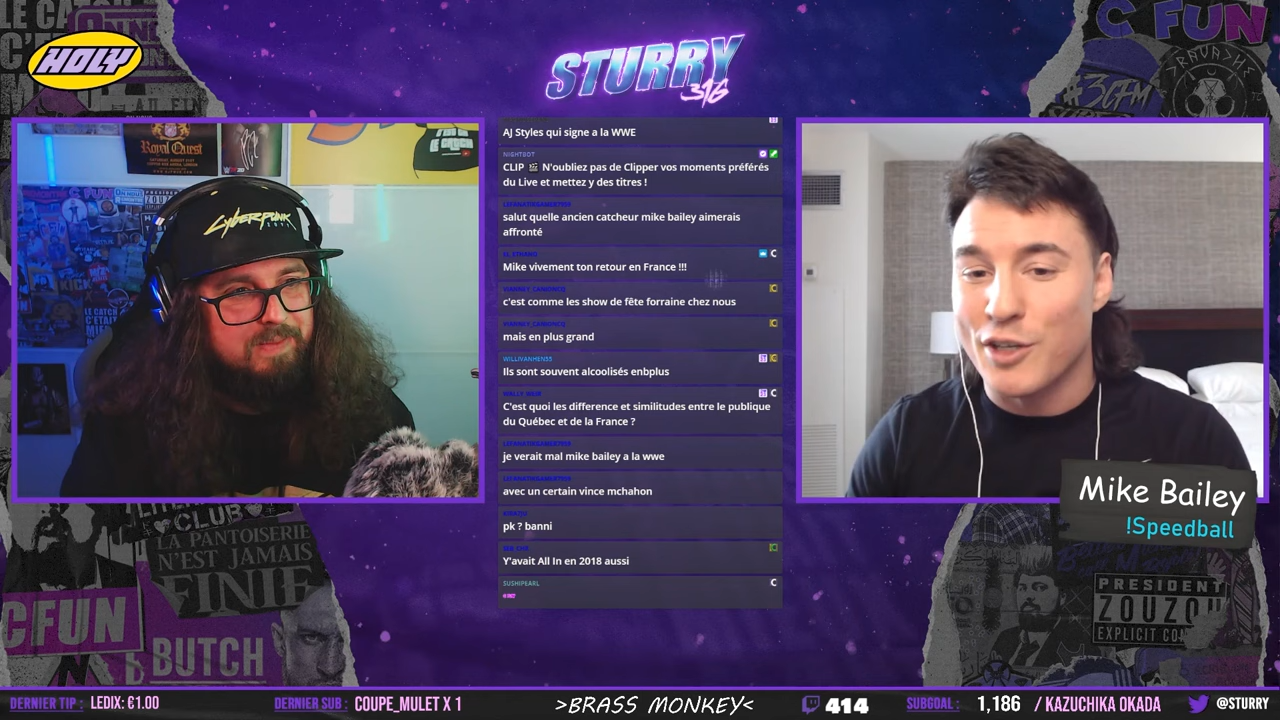 HOLY
STURRY
316
C FUN
#3CFM
Royal Quest
CYBERPUNK
AJ Styles qui signe a la WWE
NIGHTBOT
CLIP 🎬 N'oubliez pas de Clipper vos moments préférés
du Live et mettez y des titres !
salut quelle ancien catcheur mike bailey aimerais
affronté
Mike vivement ton retour en France !!!
c'est comme les show de fête forraine chez nous
mais en plus grand
WILLIVANHENSS
Ils sont souvent alcoolisés enbplus
C'est quoi les difference et similitudes entre le publique
du Québec et de la France ?
je verait mal mike bailey a la wwe
avec un certain vince mchahon
pk ? banni
Y'avait All In en 2018 aussi
SUSHIPEARL
Mike Bailey
!Speedball
CLUB
LA PANTOISERIE
N'EST JAMAIS
FINIE
CFUN
BUTCH
PRESIDENT
ZOUZOU
EXPLICIT
DERNIER TIP : LEDIX: €1.00
DERNIER SUB : COUPE_MULET X 1
>BRASS MONKEY<
414
SUBGOAL : 1,186 / KAZUCHIKA OKADA
@STURRY